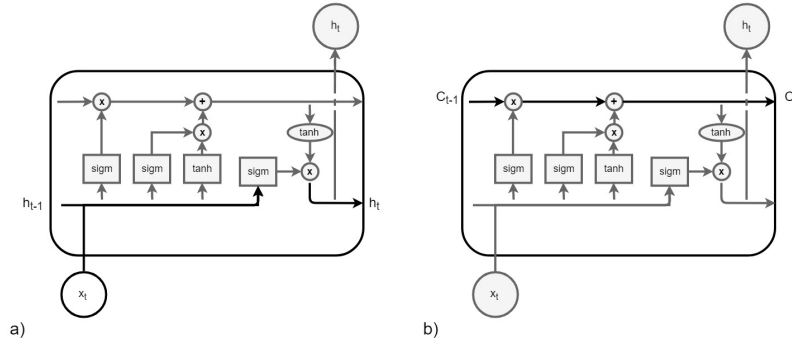 h_t
x
+
x
tanh
sigm
sigm
tanh
sigm
x
h_t-1
h_t
x_t
a)
h_t
C_t-1
x
+
C
x
tanh
sigm
sigm
tanh
sigm
x
x_t
b)